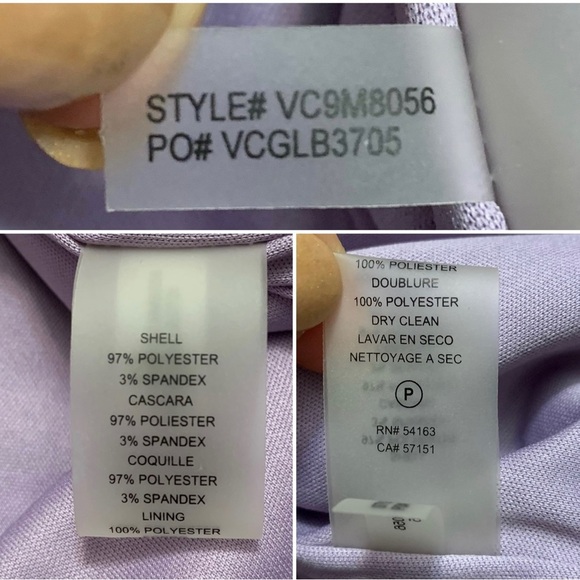 STYLE# VC9M8056
PO# VCGLB3705
SHELL
97% POLYESTER
3% SPANDEX
CASCARA
97% POLIESTER
3% SPANDEX
COQUILLE
97% POLYESTER
3% SPANDEX
LINING
100% POLYESTER
100% POLIESTER
DOUBLURE
100% POLYESTER
DRY CLEAN
LAVAR EN SECO
NETTOYAGE A SEC
P
RN# 54163
CA# 57151